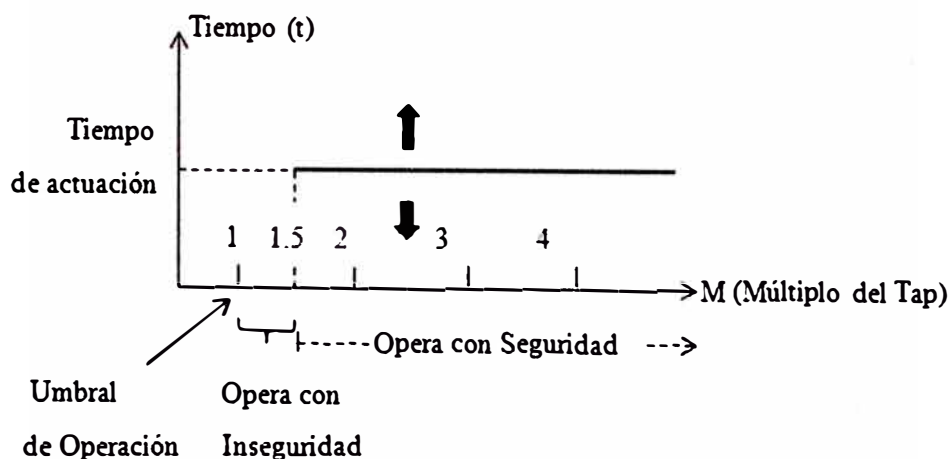 Tiempo (t)
Tiempo
de actuación
1 1.5 2 3 4
M (Múltiplo del Tap)
Opera con Seguridad
Umbral
de Operación
Opera con
Inseguridad